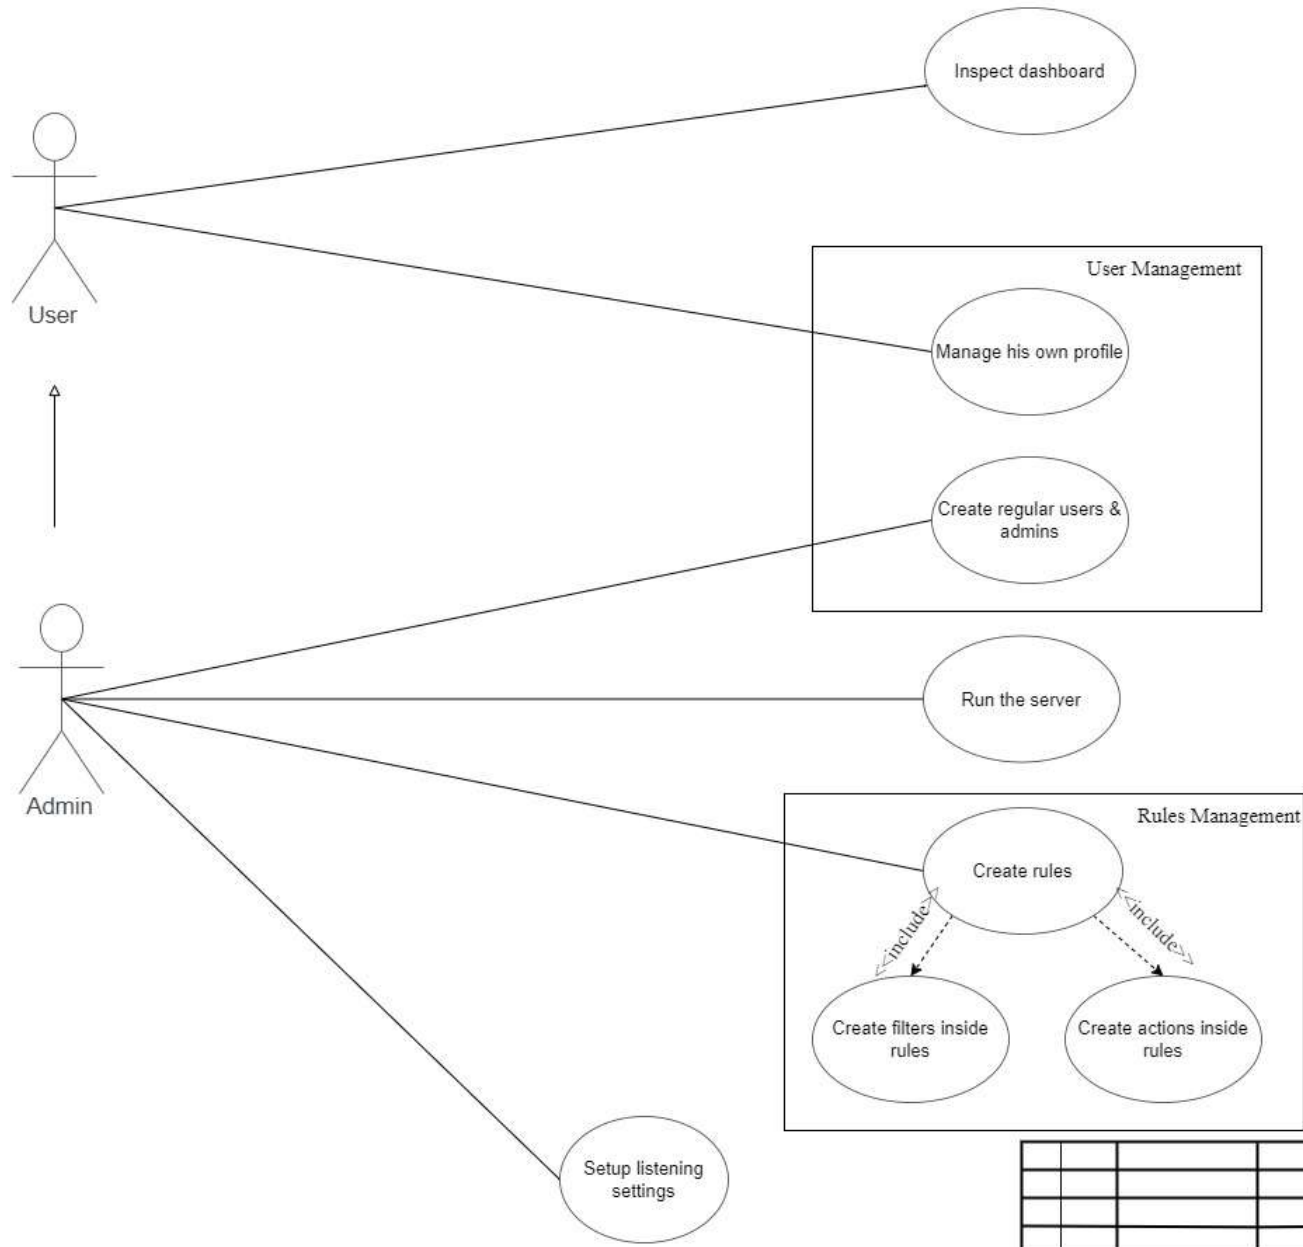 Inspect dashboard
User
User Management
Manage his own profile
Create regular users &
admins
Run the server
Admin
Rules Management
Create rules
<<include>>
<<include>>
Create filters inside
rules
Create actions inside
rules
Setup listening
settings